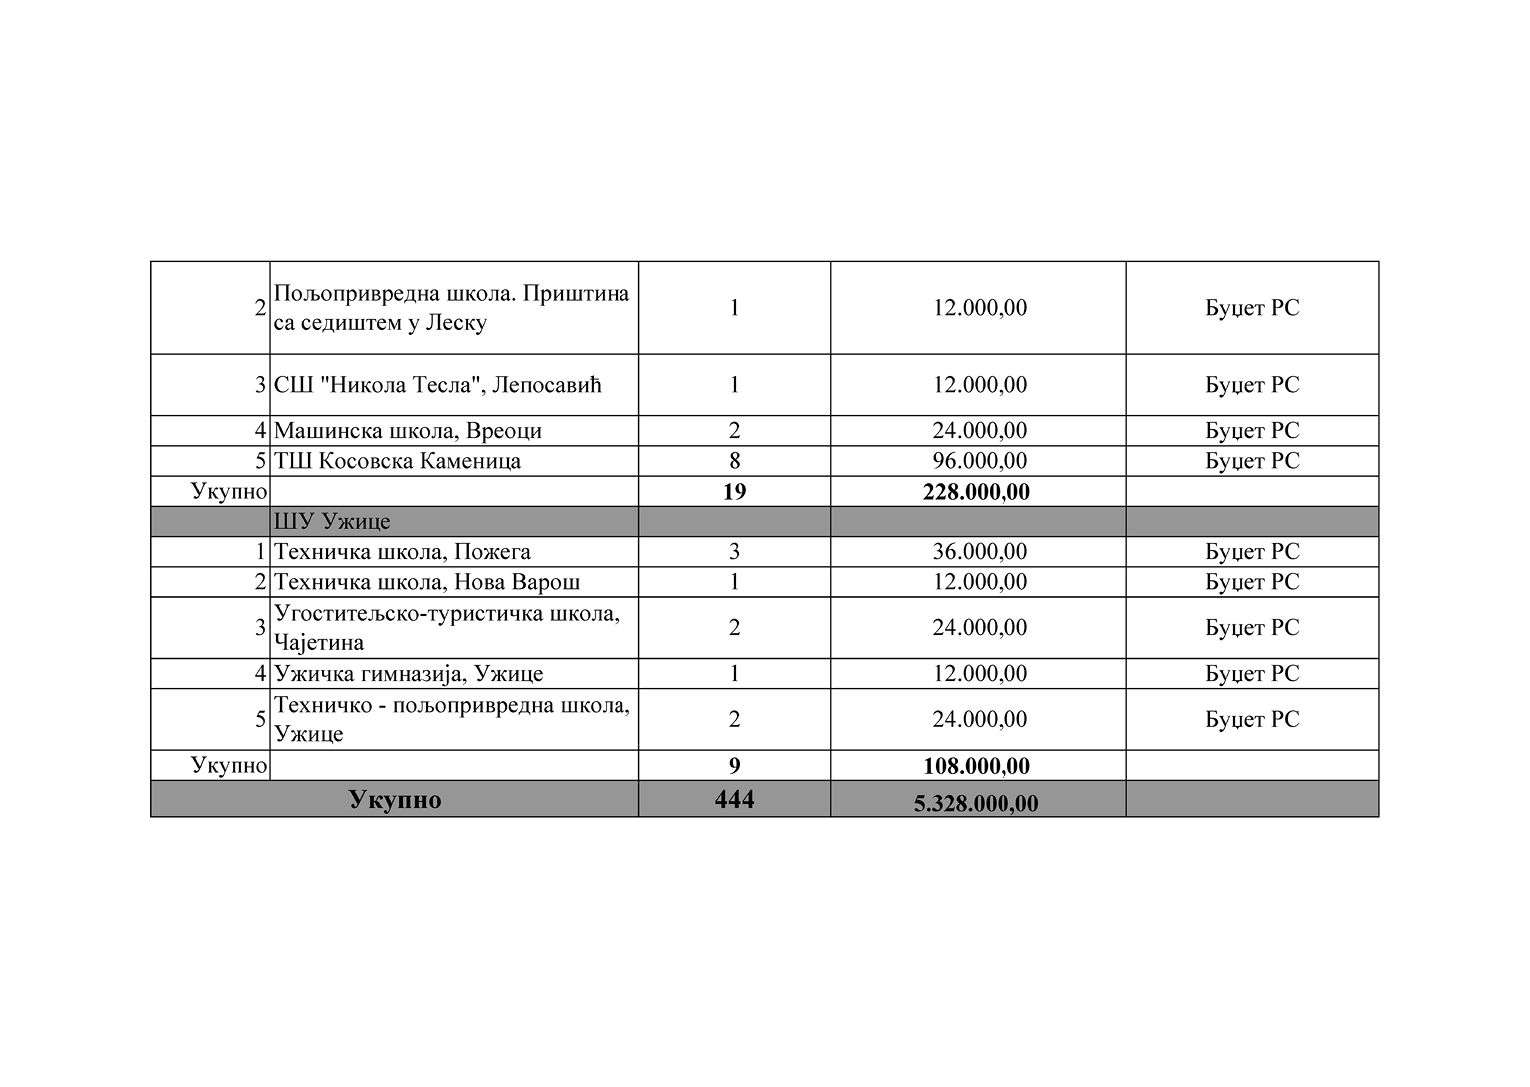 2 Пољопривредна школа. Приштина 1 12.000,00 Буџет РС
са седиштем у Леску
3 СШ "Никола Тесла", Лепосавић 1 12.000,00 Буџет РС
4 Машинска школа, Вреоци 2 24.000,00 Буџет РС
5 ТШ Косовска Каменица 8 96.000,00 Буџет РС
Укупно 19 228.000,00
ШУ Ужице
1 Техничка школа, Пожега 3 36.000,00 Буџет РС
2 Техничка школа, Нова Варош 1 12.000,00 Буџет РС
3 Угоститељско-туристичка школа, 2 24.000,00 Буџет РС
Чајетина
4 Ужичка гимназија, Ужице 1 12.000,00 Буџет РС
5 Техничко - пољопривредна школа, 2 24.000,00 Буџет РС
Ужице
Укупно 9 108.000,00
Укупно 444 5.328.000,00